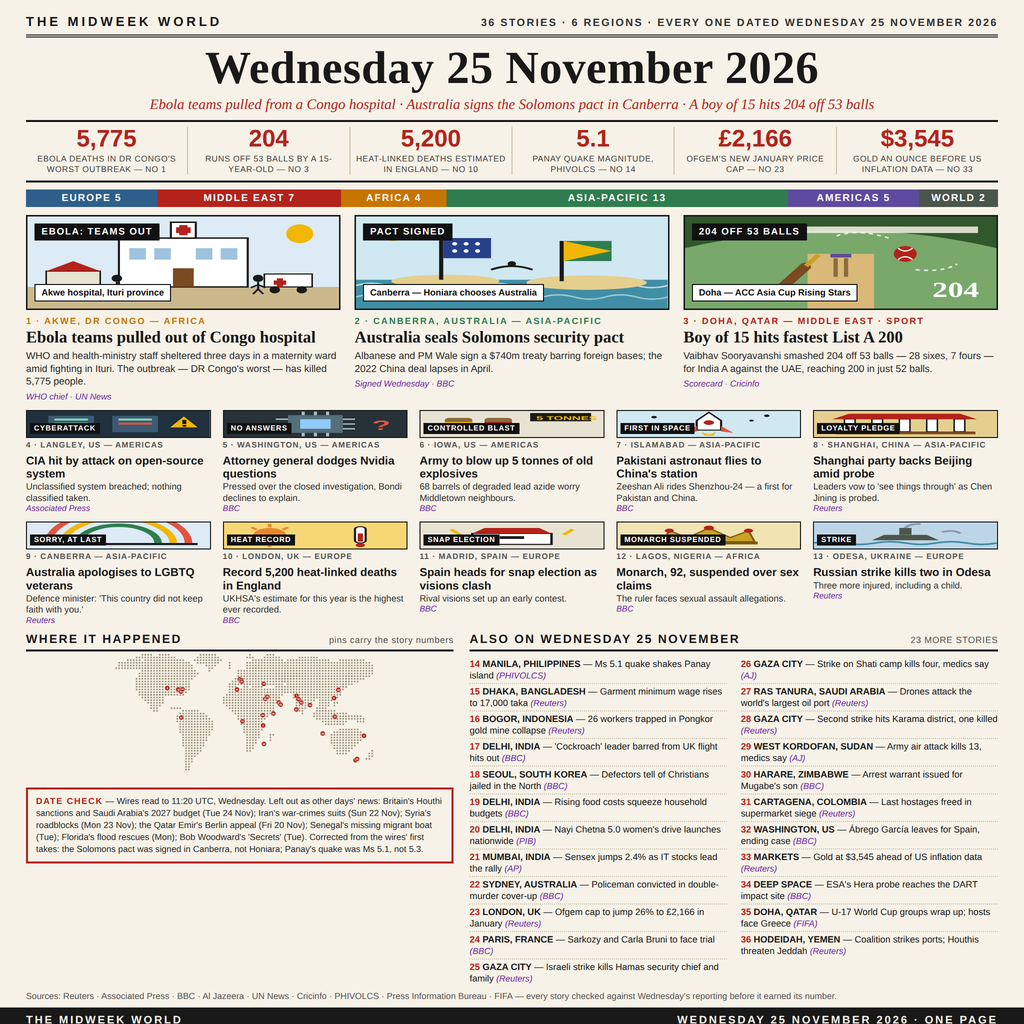 THE MIDWEEK WORLD
36 STORIES · 6 REGIONS · EVERY ONE DATED WEDNESDAY 25 NOVEMBER 2026
Wednesday 25 November 2026
Ebola teams pulled from a Congo hospital · Australia signs the Solomons pact in Canberra · A boy of 15 hits 204 off 53 balls
5,775
EBOLA DEATHS IN DR CONGO'S
WORST OUTBREAK — NO 1
204
RUNS OFF 53 BALLS BY A 15-
YEAR-OLD — NO 3
5,200
HEAT-LINKED DEATHS ESTIMATED
IN ENGLAND — NO 10
5.1
PANAY QUAKE MAGNITUDE,
PHIVOLCS — NO 14
£2,166
OFGEM'S NEW JANUARY PRICE
CAP — NO 23
$3,545
GOLD AN OUNCE BEFORE US
INFLATION DATA — NO 33
EUROPE 5
MIDDLE EAST 7
AFRICA 4
ASIA-PACIFIC 13
AMERICAS 5
WORLD 2
EBOLA: TEAMS OUT
Akwe hospital, Ituri province
1 · AKWE, DR CONGO — AFRICA
Ebola teams pulled out of Congo hospital
WHO and health-ministry staff sheltered three days in a maternity ward
amid fighting in Ituri. The outbreak — DR Congo's worst — has killed
5,775 people.
WHO chief · UN News
PACT SIGNED
Canberra — Honiara chooses Australia
2 · CANBERRA, AUSTRALIA — ASIA-PACIFIC
Australia seals Solomons security pact
Albanese and PM Wale sign a $740m treaty barring foreign bases; the
2022 China deal lapses in April.
Signed Wednesday · BBC
204 OFF 53 BALLS
204
Doha — ACC Asia Cup Rising Stars
3 · DOHA, QATAR — MIDDLE EAST · SPORT
Boy of 15 hits fastest List A 200
Vaibhav Sooryavanshi smashed 204 off 53 balls — 28 sixes, 7 fours —
for India A against the UAE, reaching 200 in just 52 balls.
Scorecard · Cricinfo
CYBERATTACK
4 · LANGLEY, US — AMERICAS
CIA hit by attack on open-source
system
Unclassified system breached; nothing
classified taken.
Associated Press
NO ANSWERS
?
5 · WASHINGTON, US — AMERICAS
Attorney general dodges Nvidia
questions
Pressed over the closed investigation, Bondi
declines to explain.
BBC
5 TONNES
CONTROLLED BLAST
6 · IOWA, US — AMERICAS
Army to blow up 5 tonnes of old
explosives
68 barrels of degraded lead azide worry
Middletown neighbours.
BBC
FIRST IN SPACE
7 · ISLAMABAD — ASIA-PACIFIC
Pakistani astronaut flies to
China's station
Zeeshan Ali rides Shenzhou-24 — a first for
Pakistan and China.
BBC
LOYALTY PLEDGE
8 · SHANGHAI, CHINA — ASIA-PACIFIC
Shanghai party backs Beijing
amid probe
Leaders vow to 'see things through' as Chen
Jining is probed.
Reuters
SORRY, AT LAST
9 · CANBERRA — ASIA-PACIFIC
Australia apologises to LGBTQ
veterans
Defence minister: 'This country did not keep
faith with you.'
Reuters
HEAT RECORD
10 · LONDON, UK — EUROPE
Record 5,200 heat-linked deaths
in England
UKHSA's estimate for this year is the highest
ever recorded.
BBC
SNAP ELECTION
11 · MADRID, SPAIN — EUROPE
Spain heads for snap election as
visions clash
Rival visions set up an early contest.
BBC
MONARCH SUSPENDED
12 · LAGOS, NIGERIA — AFRICA
Monarch, 92, suspended over sex
claims
The ruler faces sexual assault allegations.
BBC
STRIKE
13 · ODESA, UKRAINE — EUROPE
Russian strike kills two in Odesa
Three more injured, including a child.
Reuters
WHERE IT HAPPENED
pins carry the story numbers
DATE CHECK — Wires read to 11:20 UTC, Wednesday. Left out as other days' news: Britain's Houthi
sanctions and Saudi Arabia's 2027 budget (Tue 24 Nov); Iran's war-crimes suit (Sun 22 Nov); Syria's
roadblocks (Mon 23 Nov); the Qatar Emir's Berlin appeal (Fri 20 Nov); Senegal's missing migrant boat
(Tue); Florida's flood rescues (Mon); Bob Woodward's 'Secrets' (Tue). Corrected from the wires' first
takes: the Solomons pact was signed in Canberra, not Honiara; Panay's quake was Ms 5.1, not 5.3.
ALSO ON WEDNESDAY 25 NOVEMBER
23 MORE STORIES
14 MANILA, PHILIPPINES — Ms 5.1 quake shakes Panay
island (PHIVOLCS)
15 DHAKA, BANGLADESH — Garment minimum wage rises
to 17,000 taka (Reuters)
16 BOGOR, INDONESIA — 26 workers trapped in Pongkor
gold mine collapse (Reuters)
17 DELHI, INDIA — 'Cockroach' leader barred from UK flight
hits out (BBC)
18 SEOUL, SOUTH KOREA — Defectors tell of Christians
jailed in the North (BBC)
19 DELHI, INDIA — Rising food costs squeeze household
budgets (BBC)
20 DELHI, INDIA — Nayi Chetna 5.0 women's drive launches
nationwide (PIB)
21 MUMBAI, INDIA — Sensex jumps 2.4% as IT stocks lead
the rally (AP)
22 SYDNEY, AUSTRALIA — Policeman convicted in double-
murder cover-up (BBC)
23 LONDON, UK — Ofgem cap to jump 26% to £2,166 in
January (Reuters)
24 PARIS, FRANCE — Sarkozy and Carla Bruni to face trial
(BBC)
25 GAZA CITY — Israeli strike kills Hamas security chief and
family (Reuters)
26 GAZA CITY — Strike on Shati camp kills four, medics say
(AJ)
27 RAS TANURA, SAUDI ARABIA — Drones attack the
world's largest oil port (Reuters)
28 GAZA CITY — Second strike hits Karama district, one killed
(Reuters)
29 WEST KORDOFAN, SUDAN — Army air attack kills 13,
medics say (AJ)
30 HARARE, ZIMBABWE — Arrest warrant issued for
Mugabe's son (BBC)
31 CARTAGENA, COLOMBIA — Last hostages freed in
supermarket siege (Reuters)
32 WASHINGTON, US — Ábrego García leaves for Spain,
ending case (BBC)
33 MARKETS — Gold at $3,545 ahead of US inflation data
(Reuters)
34 DEEP SPACE — ESA's Hera probe reaches the DART
impact site (BBC)
35 DOHA, QATAR — U-17 World Cup groups wrap up; hosts
face Greece (FIFA)
36 HODEIDAH, YEMEN — Coalition strikes ports; Houthis
threaten Jeddah (Reuters)
Sources: Reuters · Associated Press · BBC · Al Jazeera · UN News · Cricinfo · PHIVOLCS · Press Information Bureau · FIFA — every story checked against Wednesday's reporting before it earned its number.
THE MIDWEEK WORLD
WEDNESDAY 25 NOVEMBER 2026 · ONE PAGE